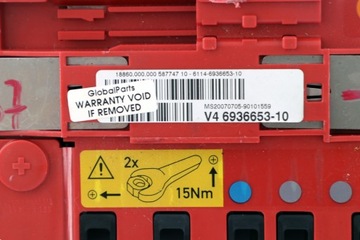 18860.000.000 587747 10 - 6114-6936653-10
GlobalParts
WARRANTY VOID
IF REMOVED
MS20070705-90101559
V4 6936653-10
2x
15Nm